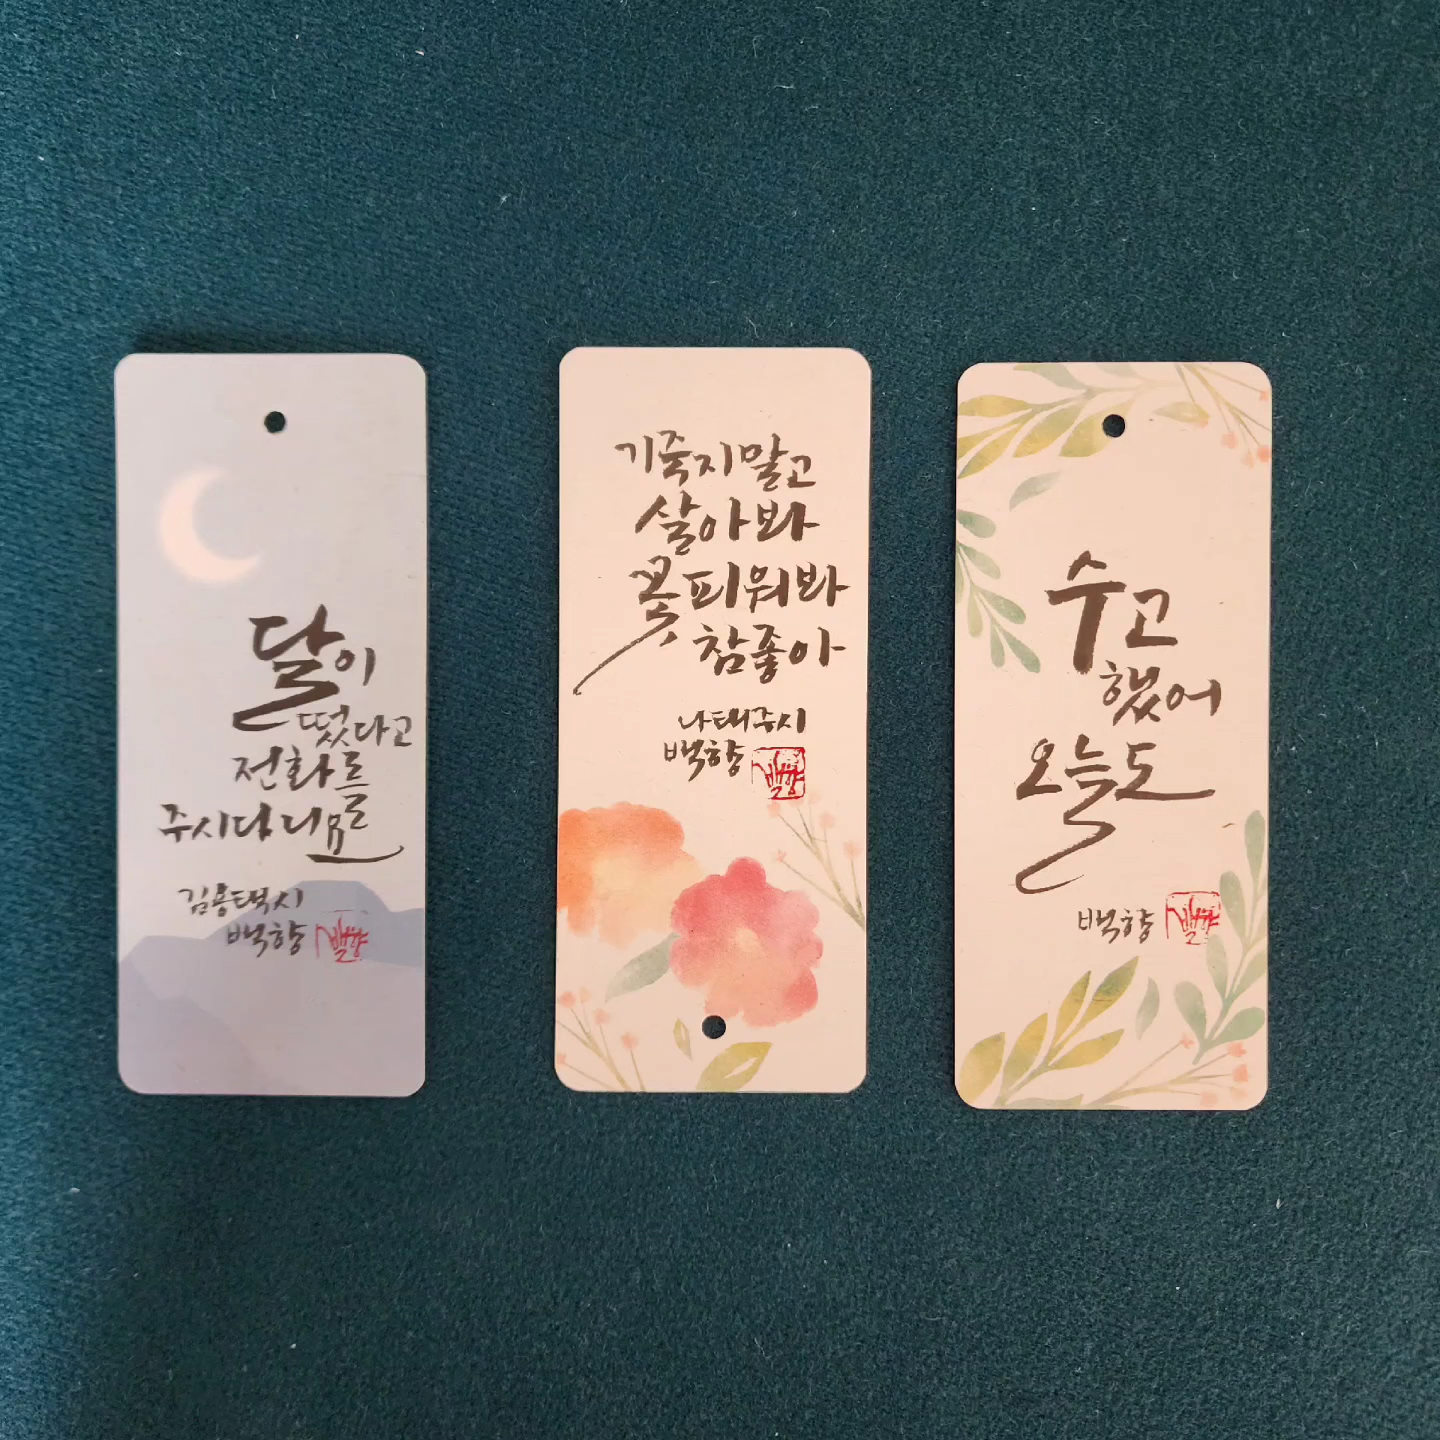 달이
떴다고
전화를
주시다니요
김용택시
백향
기죽지말고
살아봐
꽃피워봐
참좋아
나태주시
백향
수고
했어
오늘도
백향